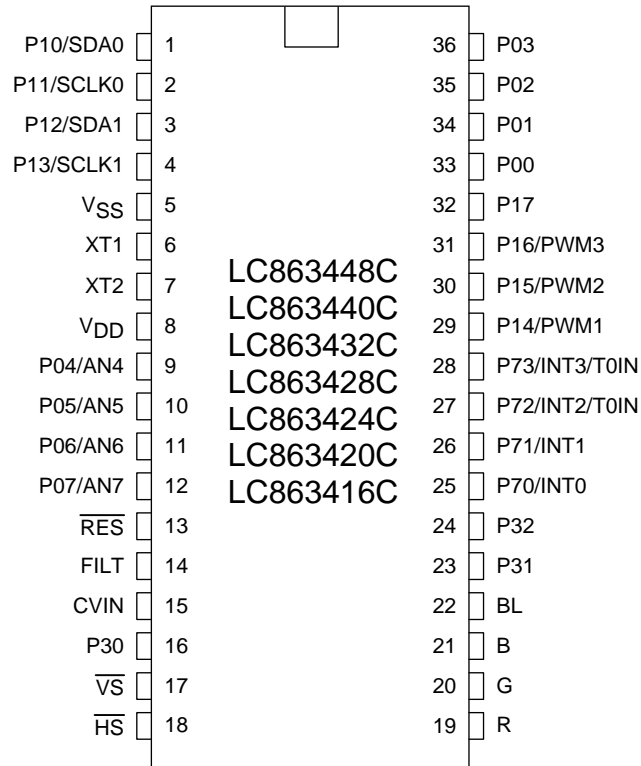 P10/SDA0 1 36 P03
P11/SCLK0 2 35 P02
P12/SDA1 3 34 P01
P13/SCLK1 4 33 P00
VSS 5 32 P17
XT1 6 31 P16/PWM3
XT2 7 30 P15/PWM2
VDD 8 29 P14/PWM1
P04/AN4 9 28 P73/INT3/T0IN
P05/AN5 10 27 P72/INT2/T0IN
P06/AN6 11 26 P71/INT1
P07/AN7 12 25 P70/INT0
RES 13 24 P32
FILT 14 23 P31
CVIN 15 22 BL
P30 16 21 B
VS 17 20 G
HS 18 19 R
LC863448C
LC863440C
LC863432C
LC863428C
LC863424C
LC863420C
LC863416C